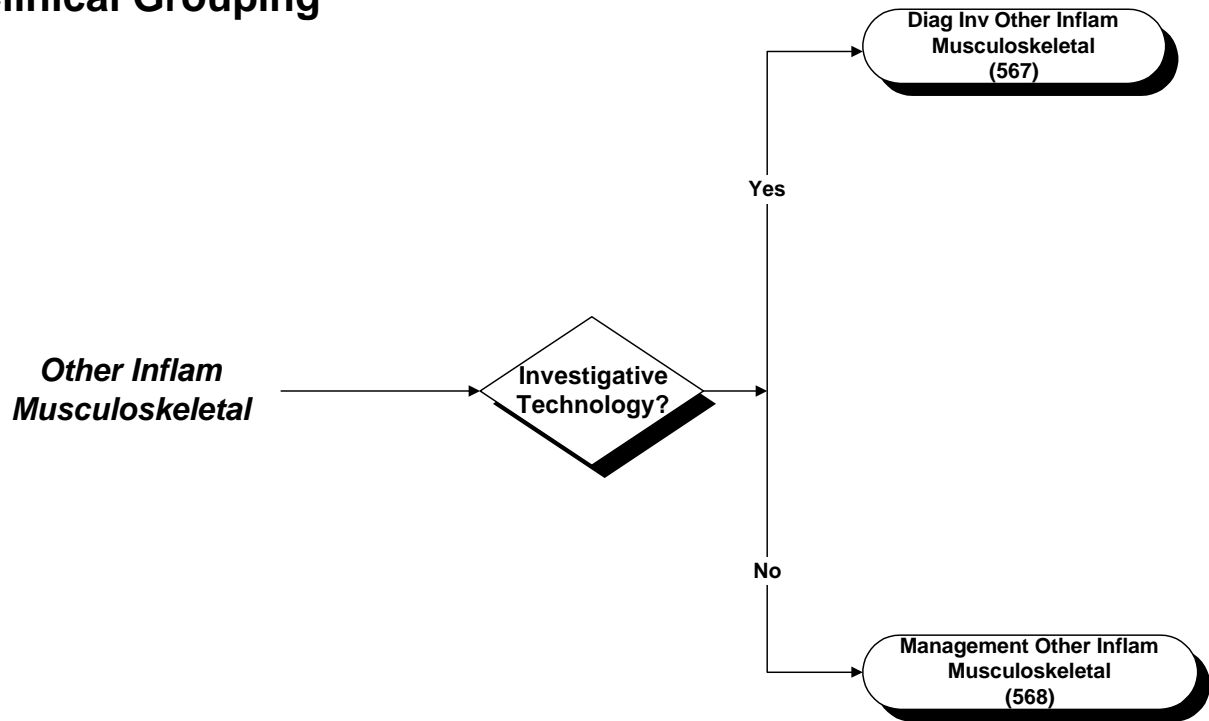 Grouping
Diag Inv Other Inflam
Musculoskeletal
(567)
Yes
Other Inflam
Musculoskeletal
Investigative
Technology?
No
Management Other Inflam
Musculoskeletal
(568)